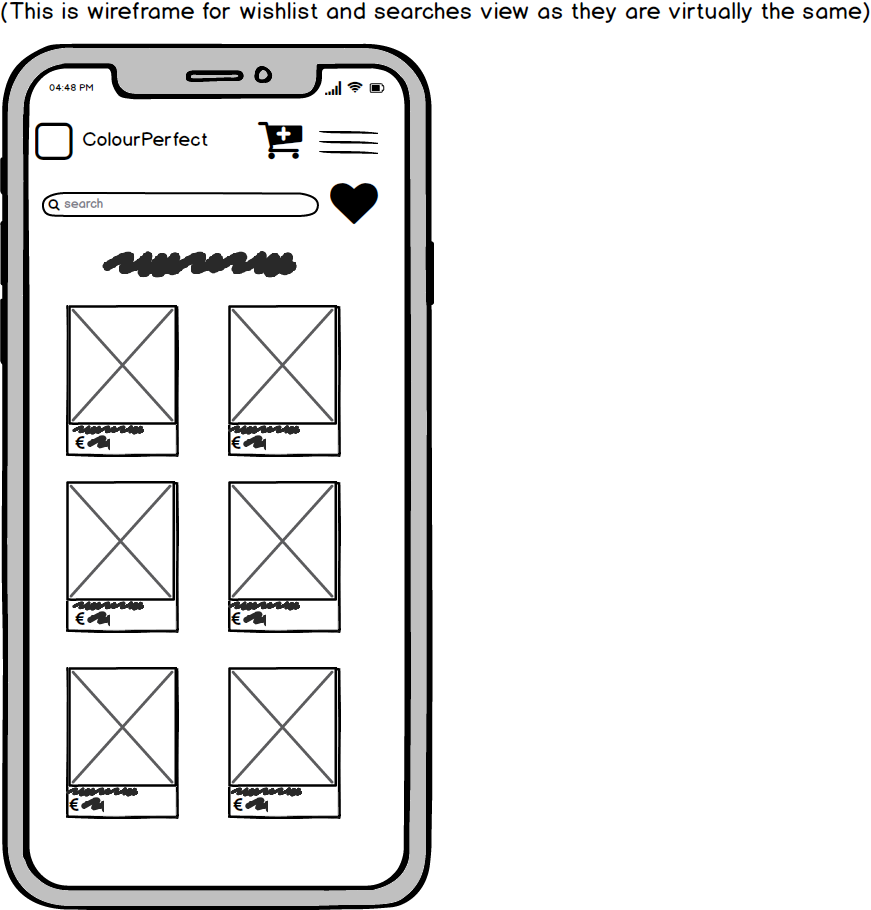 (This is wireframe for wishlist and searches view as they are virtually the same)
04:48 PM
ColourPerfect
search
€ €
€ €
€ €